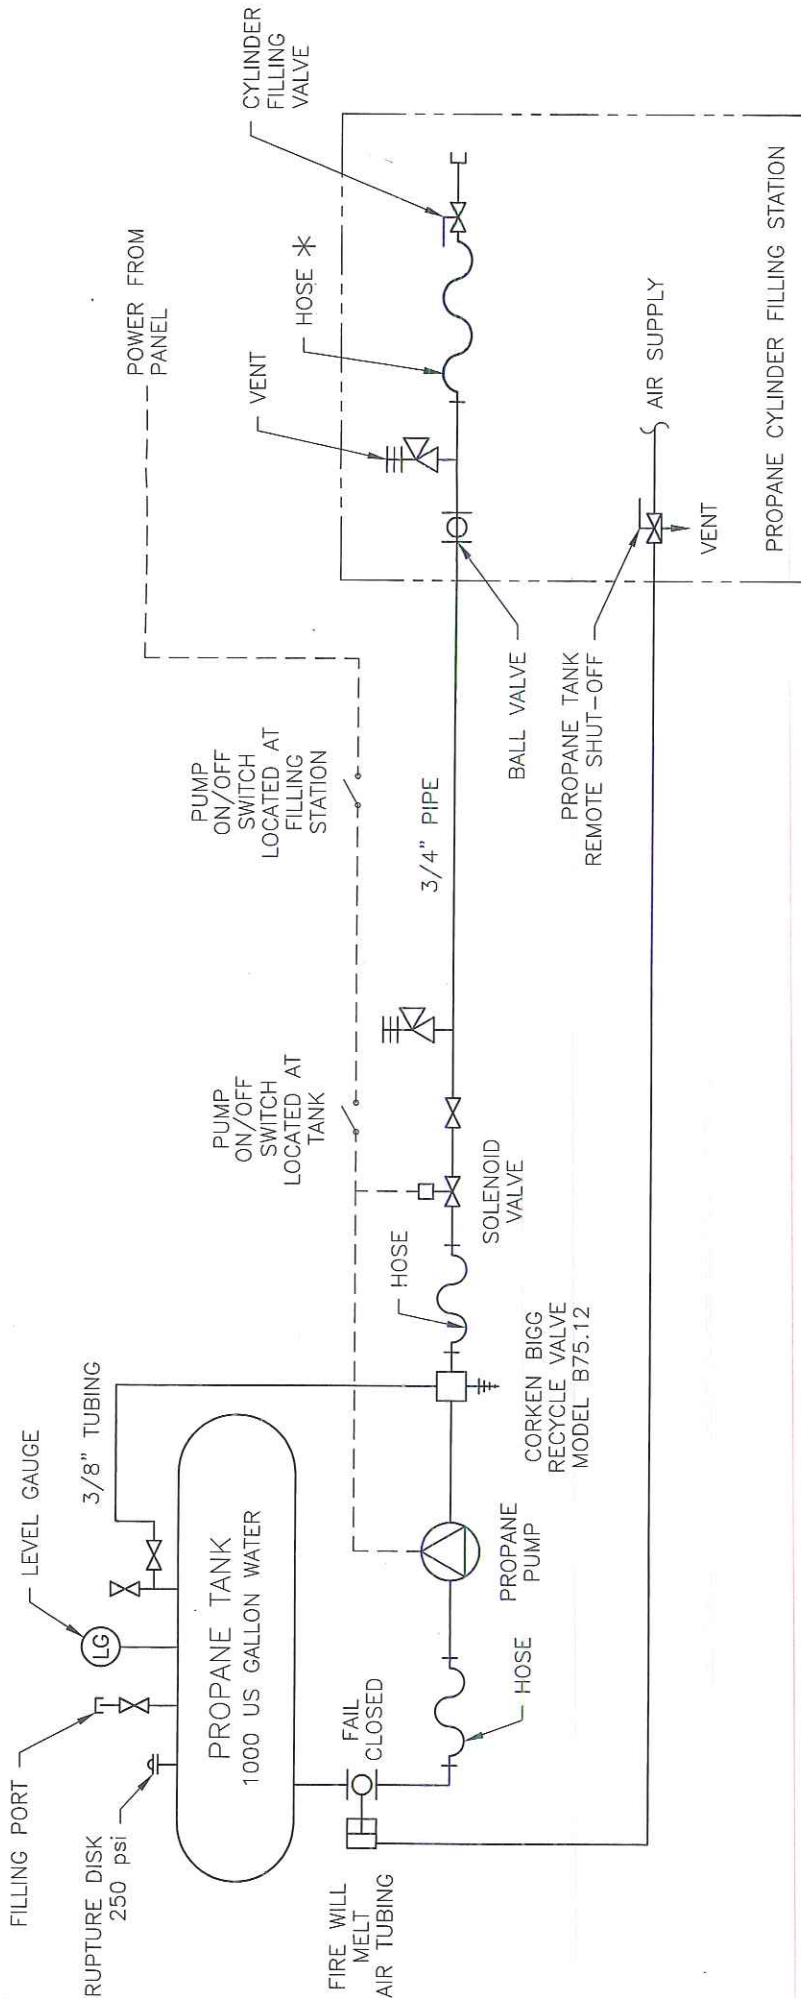 FILLING PORT
RUPTURE DISK
250 psi
LEVEL GAUGE
LG
3/8" TUBING
PROPANE TANK
1000 US GALLON WATER
FIRE WILL
MELT
AIR TUBING
FAIL
CLOSED
HOSE
PROPANE
PUMP
CORKEN BIGG
RECYCLE VALVE
MODEL B75.12
HOSE
SOLENOID
VALVE
PUMP
ON/OFF
SWITCH
LOCATED AT
TANK
PUMP
ON/OFF
SWITCH
LOCATED AT
FILLING
STATION
3/4" PIPE
POWER FROM
PANEL
BALL VALVE
VENT
HOSE *
CYLINDER
FILLING
VALVE
PROPANE TANK
REMOTE SHUT-OFF
VENT
AIR SUPPLY
PROPANE CYLINDER FILLING STATION